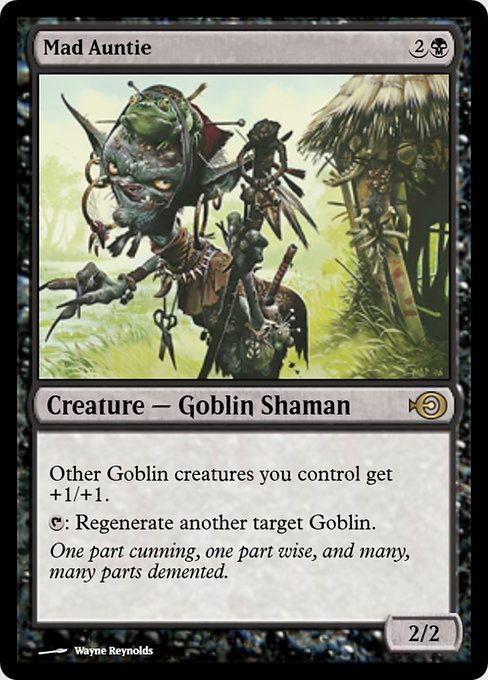 Mad Auntie 2
Creature — Goblin Shaman
Other Goblin creatures you control get
+1/+1.
: Regenerate another target Goblin.
One part cunning, one part wise, and many,
many parts demented.
2/2
Wayne Reynolds